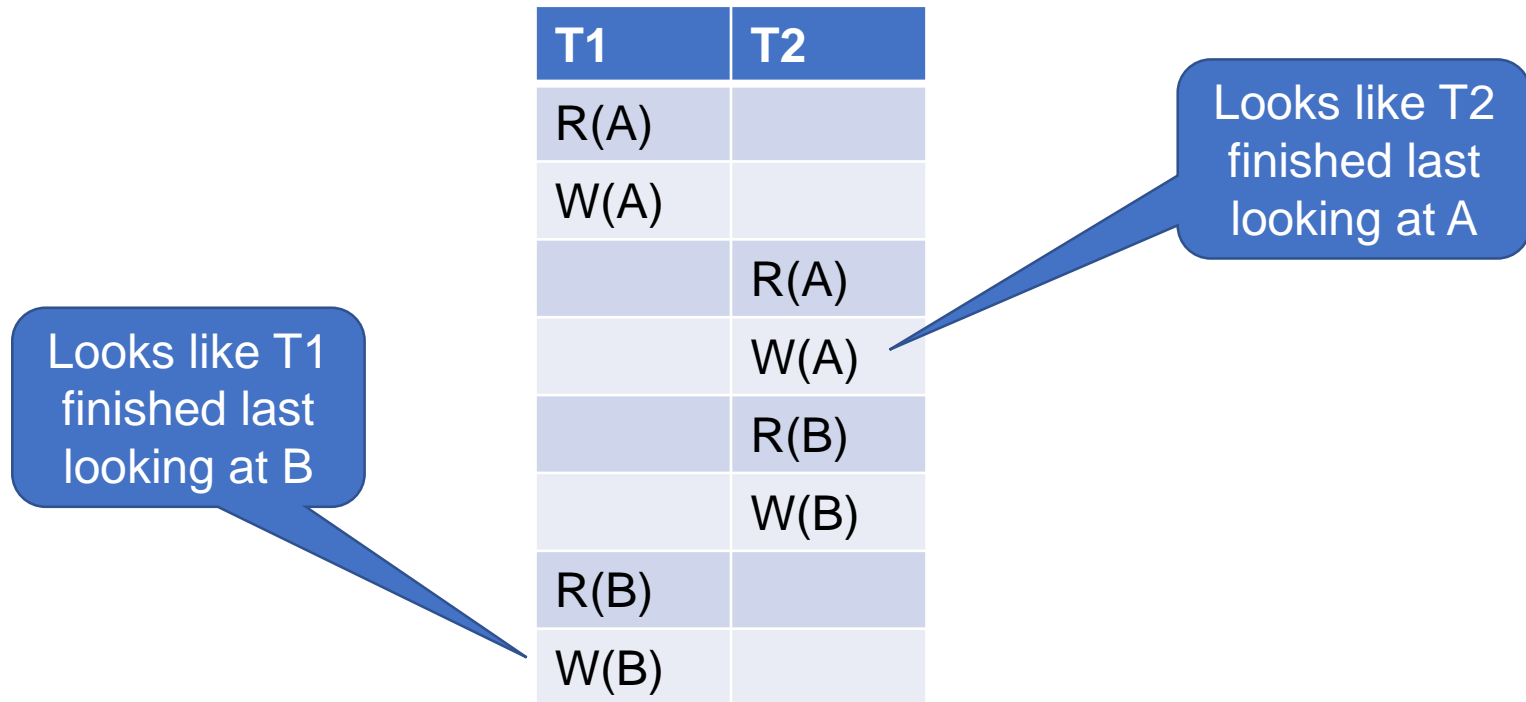 T1 T2
R(A)
W(A)
R(A)
W(A)
R(B)
W(B)
R(B)
W(B)
Looks like T2
finished last
looking at A
Looks like T1
finished last
looking at B